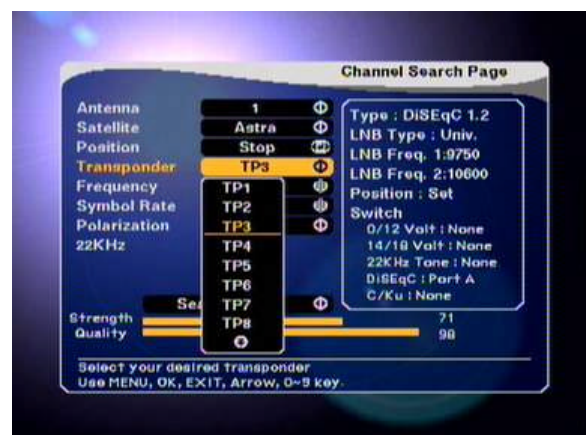 Channel Search Page
Antenna 1
Satellite Astra
Position Stop
Transponder TP3
Frequency
Symbol Rate
Polarization
22KHz
TP1
TP2
TP3
TP4
TP5
TP6
TP7
TP8
Strength 71
Quality 98
Type : DiSEqC 1.2
LNB Type : Univ.
LNB Freq. 1:9750
LNB Freq. 2:10600
Position : Set
Switch
0/12 Volt : None
14/18 Volt : None
22KHz Tone : None
DiSEqC : Port A
C/Ku : None
Select your desired transponder
Use MENU, OK, EXIT, Arrow, 0~9 key.